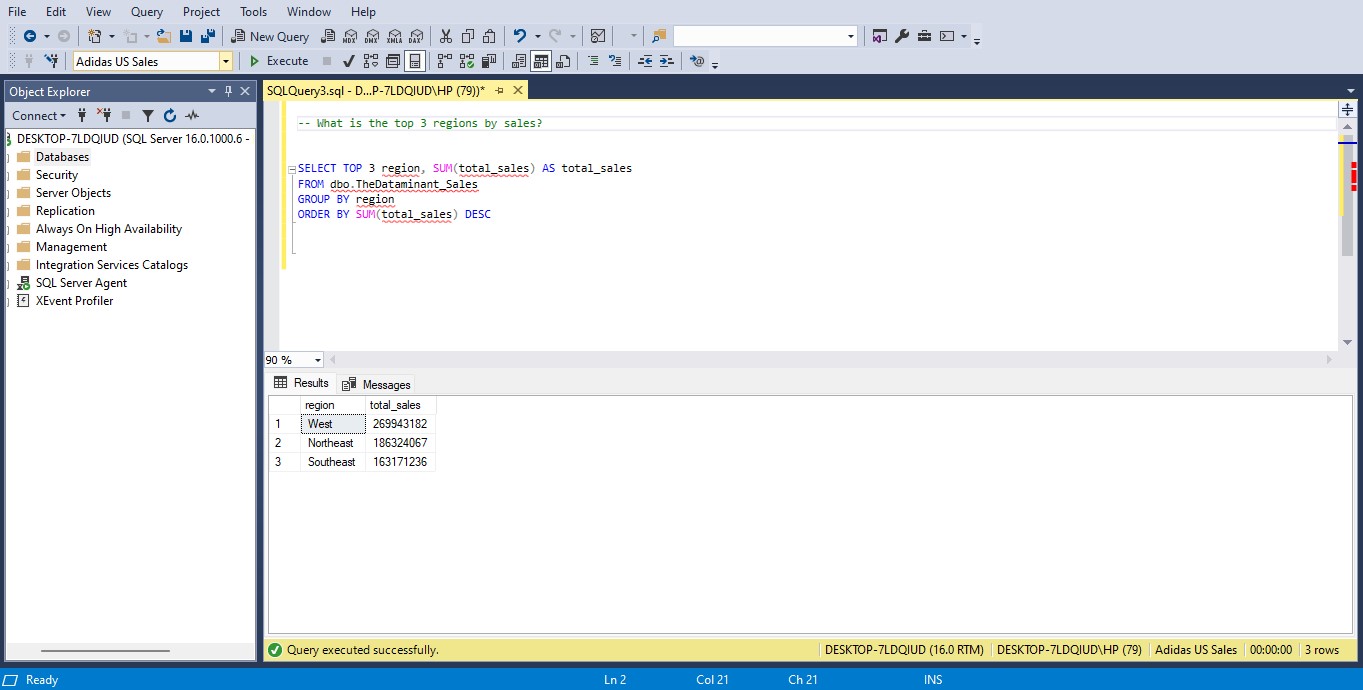 File Edit View Query Project Tools Window Help
New Query MDX DMX XMLA DAX
Adidas US Sales Execute
Object Explorer
SQLQuery3.sql - D...P-7LDQIUD\HP (79))*
Connect
DESKTOP-7LDQIUD (SQL Server 16.0.1000.6 -
Databases
Security
Server Objects
Replication
Always On High Availability
Management
Integration Services Catalogs
SQL Server Agent
XEvent Profiler
-- What is the top 3 regions by sales?
SELECT TOP 3 region, SUM(total_sales) AS total_sales
FROM dbo.TheDataminant_Sales
GROUP BY region
ORDER BY SUM(total_sales) DESC
90 %
Results Messages
region total_sales
1 West 269943182
2 Northeast 186324067
3 Southeast 163171236
Query executed successfully. DESKTOP-7LDQIUD (16.0 RTM) DESKTOP-7LDQIUD\HP (79) Adidas US Sales 00:00:00 3 rows
Ready Ln 2 Col 21 Ch 21 INS